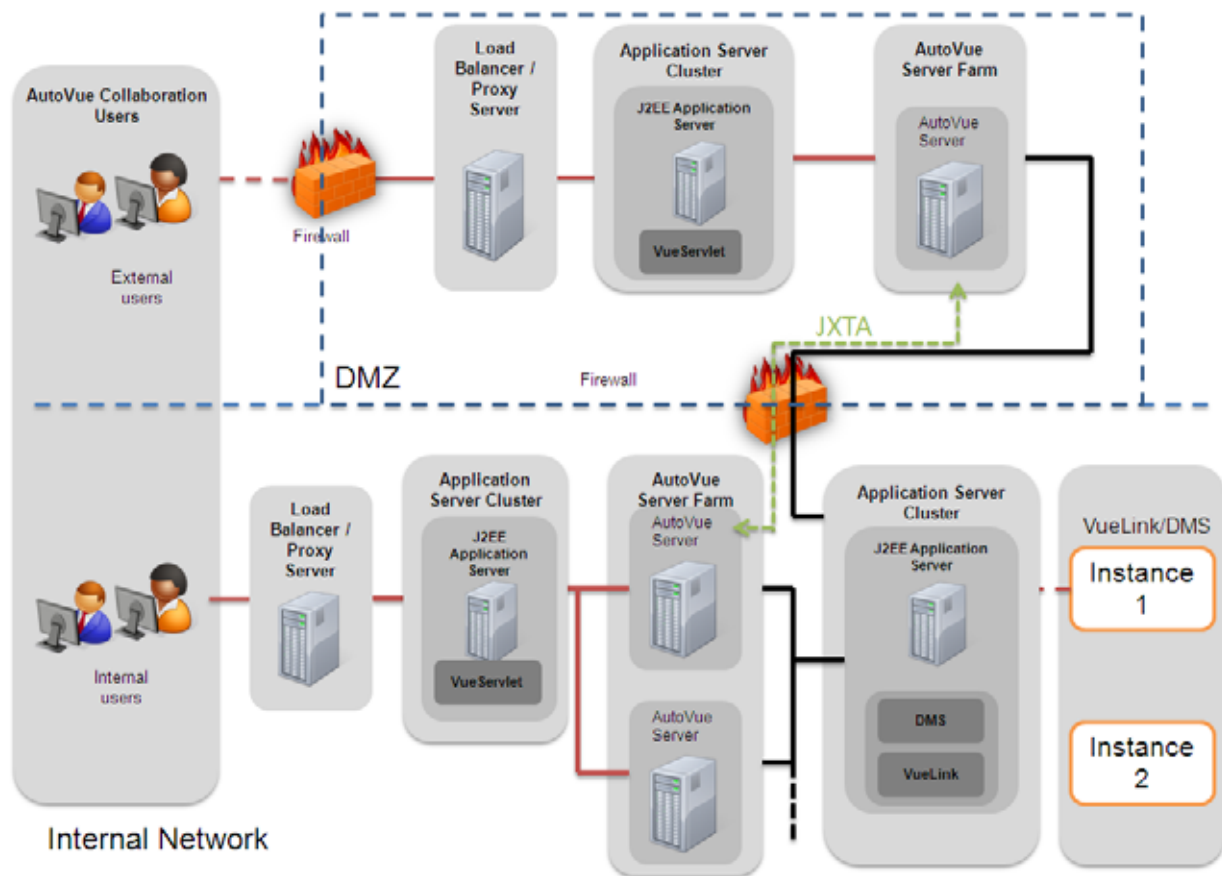 AutoVue Collaboration
Users
External
users
Internal
users
Firewall
Load
Balancer /
Proxy
Server
Application Server
Cluster
J2EE Application
Server
VueServlet
AutoVue
Server Farm
AutoVue
Server
JXTA
DMZ
Firewall
Load
Balancer /
Proxy
Server
Application
Server Cluster
J2EE
Application
Server
VueServlet
AutoVue
Server Farm
AutoVue
Server
AutoVue
Server
Application Server
Cluster
J2EE Application
Server
DMS
VueLink
VueLink/DMS
Instance
1
Instance
2
Internal Network